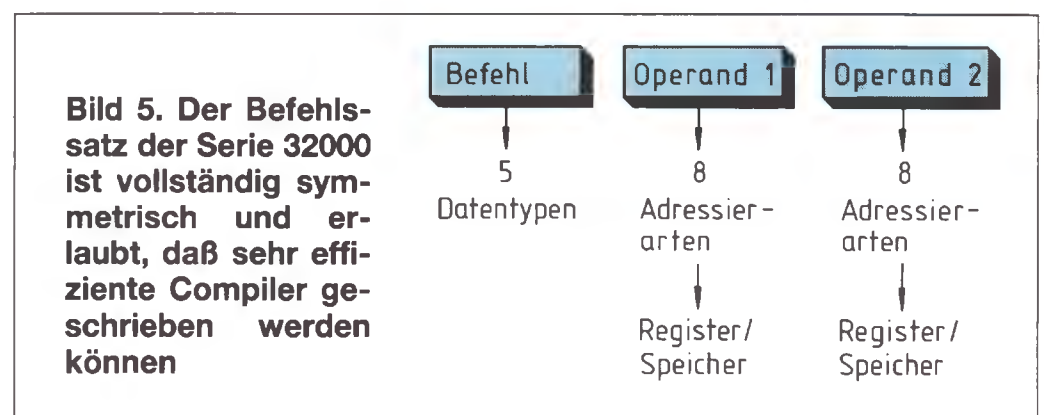 Bild 5. Der Befehls-
satz der Serie 32000
ist vollständig sym-
metrisch und er-
laubt, daß sehr effi-
ziente Compiler ge-
schrieben werden
können
Befehl
Operand 1
Operand 2
5
8
8
Datentypen
Adressier-
arten
Adressier-
arten
Register/
Speicher
Register/
Speicher